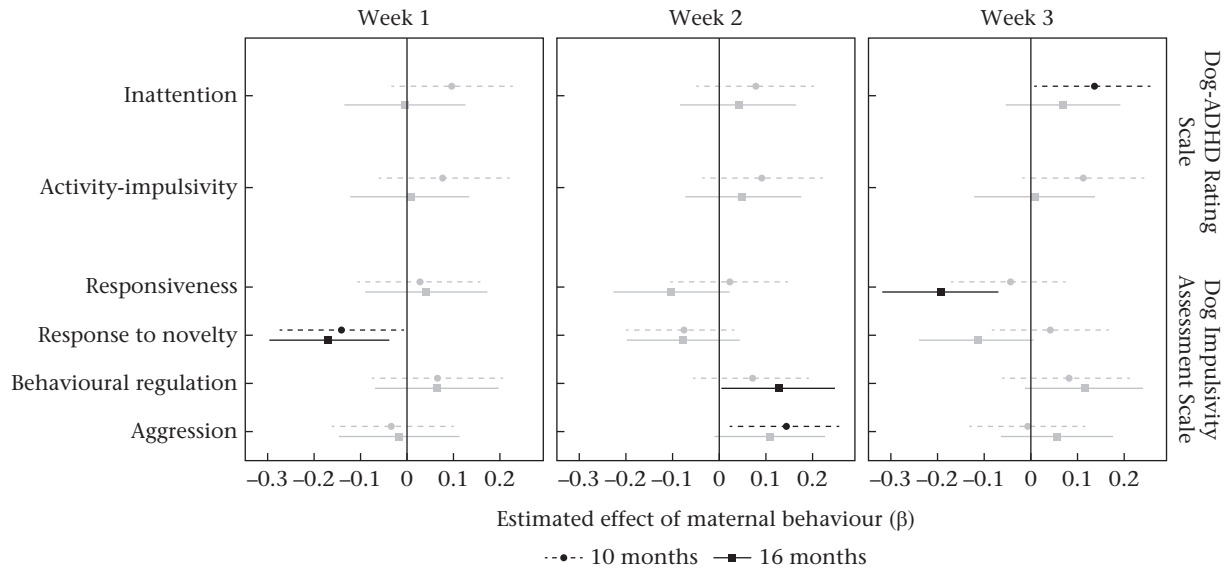 Week 1
Week 2
Week 3
Inattention
Activity-impulsivity
Responsiveness
Response to novelty
Behavioural regulation
Aggression
Dog-ADHD Rating
Scale
Dog Impulsivity
Assessment Scale
−0.3 −0.2 −0.1 0 0.1 0.2
−0.3 −0.2 −0.1 0 0.1 0.2
−0.3 −0.2 −0.1 0 0.1 0.2
Estimated effect of maternal behaviour (β)
10 months 16 months